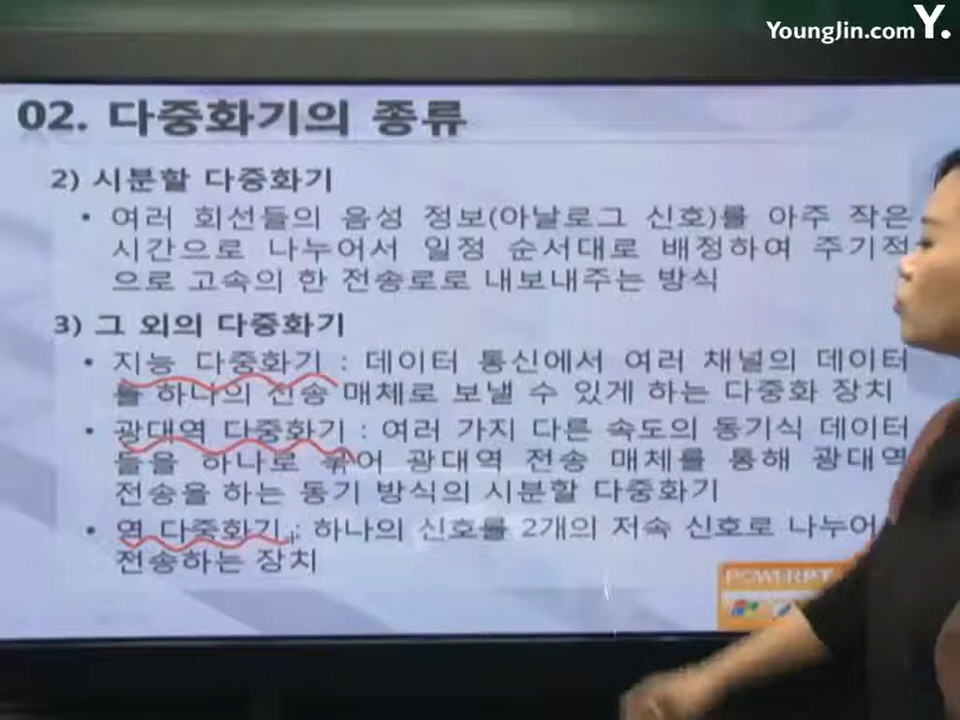 YoungJin.com Y.
02. 다중화기의 종류
2) 시분할 다중화기
• 여러 회선들의 음성 정보(아날로그 신호)를 아주 작은
시간으로 나누어서 일정 순서대로 배정하여 주기적
으로 고속의 한 전송로로 내보내주는 방식
3) 그 외의 다중화기
• 지능 다중화기 : 데이터 통신에서 여러 채널의 데이터
를 하나의 전송 매체로 보낼 수 있게 하는 다중화 장치
• 광대역 다중화기 : 여러 가지 다른 속도의 동기식 데이터
들을 하나로 묶어 광대역 전송 매체를 통해 광대역
전송을 하는 동기 방식의 시분할 다중화기
• 역 다중화기 : 하나의 신호를 2개의 저속 신호로 나누어
전송하는 장치
POWERPT